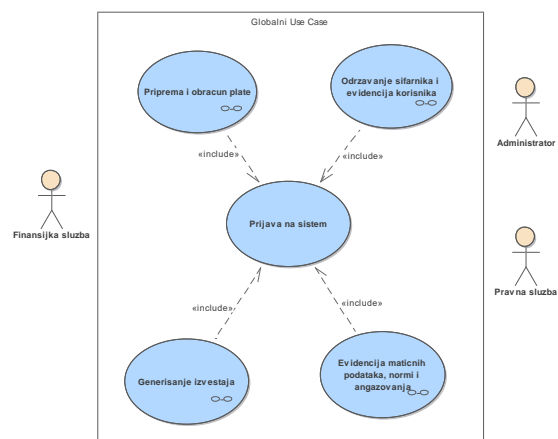 Globalni Use Case
Priprema i obracun plate
Odrzavanje sifarnika i
evidencija korisnika
«include»
«include»
Administrator
Prijava na sistem
Finansijka sluzba
Pravna sluzba
«include»
«include»
Generisanje izvestaja
Evidencija maticnih
podataka, normi i
angazovanja